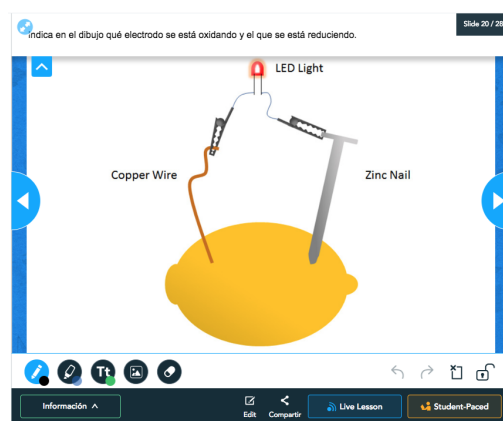 Slide 20 / 28
Indica en el dibujo qué electrodo se está oxidando y el que se está reduciendo.
LED Light
Copper Wire
Zinc Nail
Tt
Información
Edit
Compartir
Live Lesson
Student-Paced